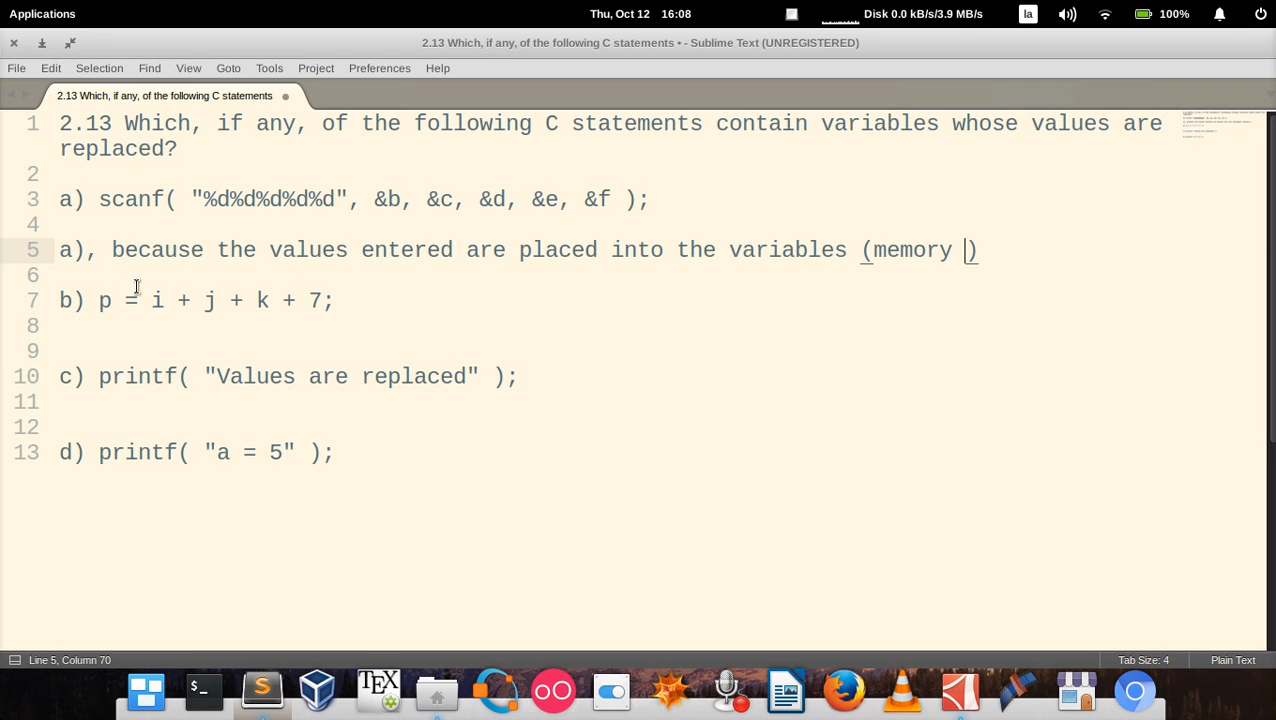 Applications
Thu, Oct 12 16:08
Disk 0.0 kB/s/3.9 MB/s
la
100%
2.13 Which, if any, of the following C statements • - Sublime Text (UNREGISTERED)
File Edit Selection Find View Goto Tools Project Preferences Help
2.13 Which, if any, of the following C statements
1 2.13 Which, if any, of the following C statements contain variables whose values are
replaced?
2
3 a) scanf( "%d%d%d%d%d", &b, &c, &d, &e, &f );
4
5 a), because the values entered are placed into the variables (memory )
6
7 b) p = i + j + k + 7;
8
9
10 c) printf( "Values are replaced" );
11
12
13 d) printf( "a = 5" );
Line 5, Column 70
Tab Size: 4
Plain Text
>_
S
TEX